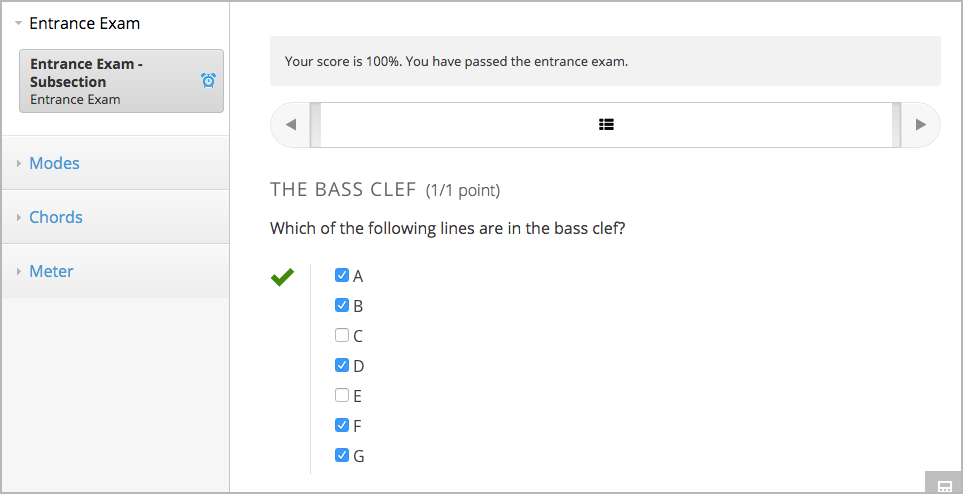 Entrance Exam
Entrance Exam -
Subsection
Entrance Exam
Modes
Chords
Meter
Your score is 100%. You have passed the entrance exam.
THE BASS CLEF (1/1 point)
Which of the following lines are in the bass clef?
A
B
C
D
E
F
G